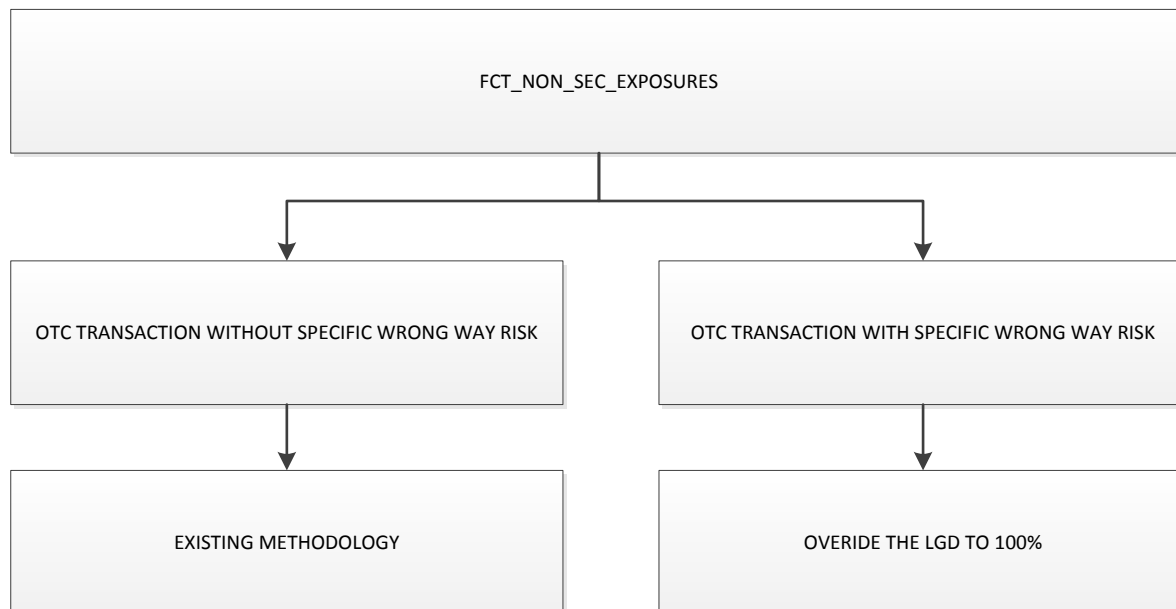 FCT_NON_SEC_EXPOSURES
OTC TRANSACTION WITHOUT SPECIFIC WRONG WAY RISK
OTC TRANSACTION WITH SPECIFIC WRONG WAY RISK
EXISTING METHODOLOGY
OVERIDE THE LGD TO 100%